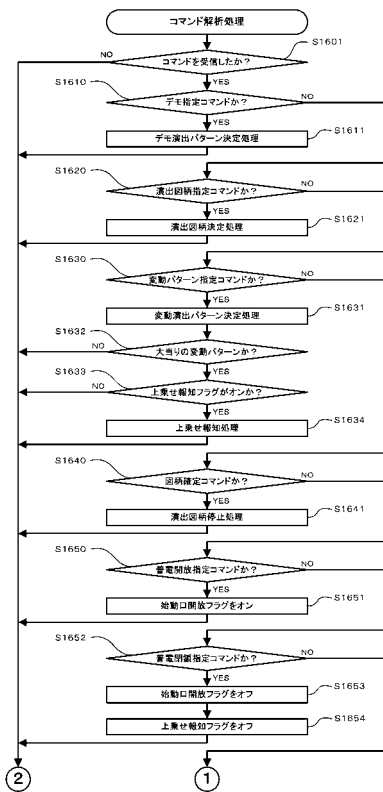 コマンド解析処理
S1601
NO
コマンドを受信したか？
S1610
YES
デモ指定コマンドか？
NO
YES
S1611
デモ演出パターン決定処理
S1620
演出図柄指定コマンドか？
NO
YES
S1621
演出図柄決定処理
S1630
変動パターン指定コマンドか？
NO
YES
S1631
変動演出パターン決定処理
S1632
NO
大当りの変動パターンか？
S1633
YES
NO
上乗せ報知フラグがオンか？
YES
S1634
上乗せ報知処理
S1640
図柄確定コマンドか？
NO
YES
S1641
演出図柄停止処理
S1650
普電開放指定コマンドか？
NO
YES
S1651
始動口開放フラグをオン
S1652
普電閉鎖指定コマンドか？
NO
YES
S1653
始動口開放フラグをオフ
S1654
上乗せ報知フラグをオフ
2
1